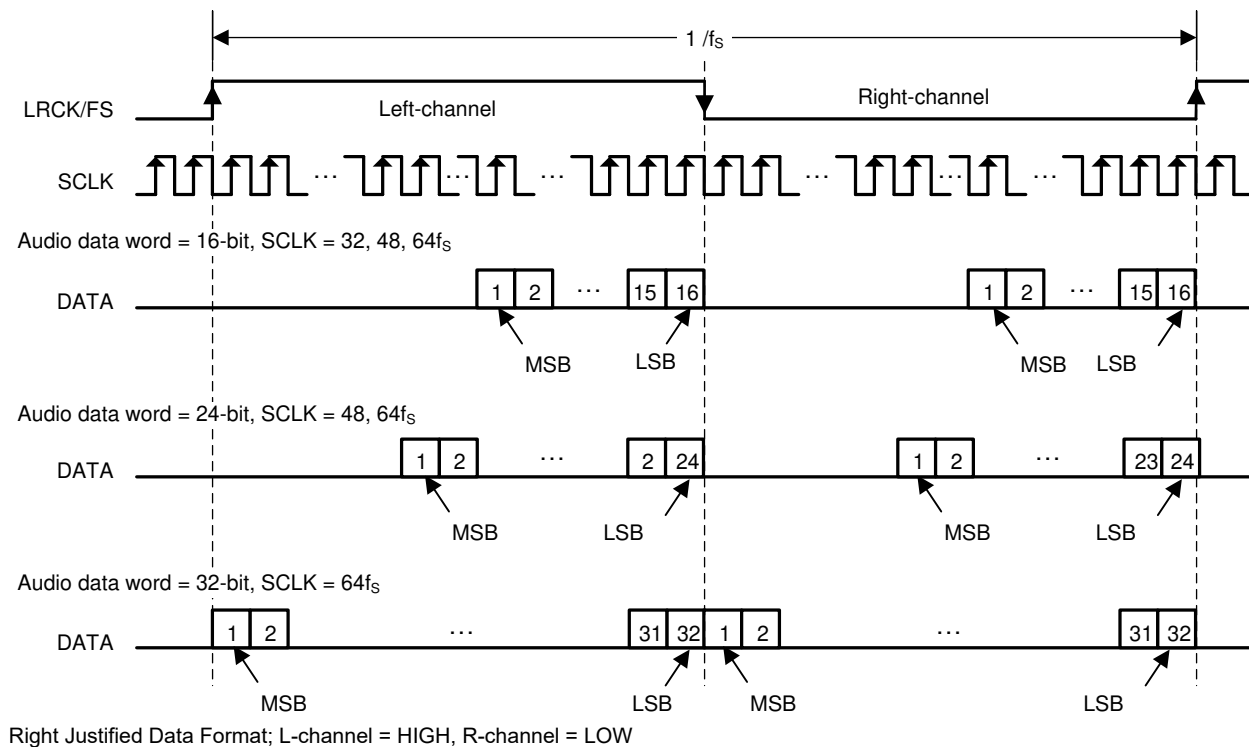 1 /fS
LRCK/FS
Left-channel
Right-channel
SCLK
... ... ... ... ... ...
Audio data word = 16-bit, SCLK = 32, 48, 64fS
DATA 1 2 ... 15 16 1 2 ... 15 16
MSB LSB MSB LSB
Audio data word = 24-bit, SCLK = 48, 64fS
DATA 1 2 ... 2 24 1 2 ... 23 24
MSB LSB MSB LSB
Audio data word = 32-bit, SCLK = 64fS
DATA 1 2 ... 31 32 1 2 ... 31 32
MSB LSB MSB LSB
Right Justified Data Format; L-channel = HIGH, R-channel = LOW